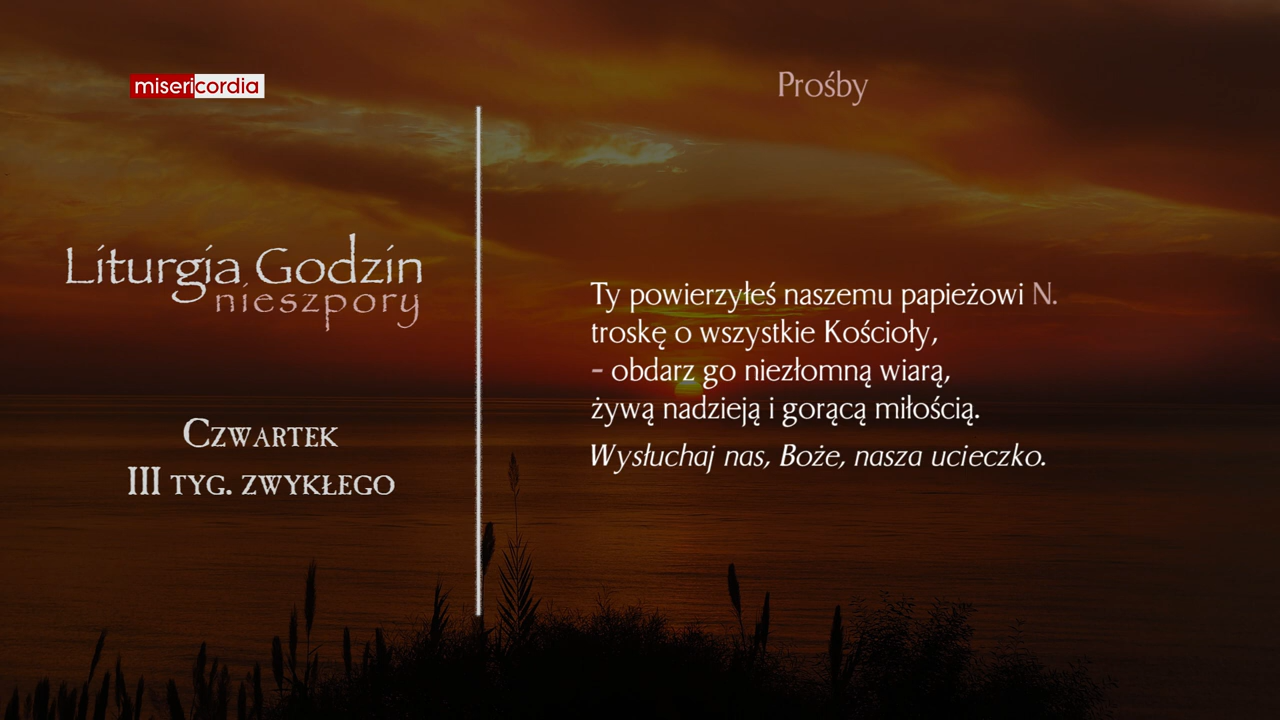 misericordia
Liturgia Godzin
nieszpory
Czwartek
III tyg. zwykłego
Prośby
Ty powierzyłeś naszemu papieżowi N.
troskę o wszystkie Kościoły,
- obdarz go niezłomną wiarą,
żywą nadzieją i gorącą miłością.
Wysłuchaj nas, Boże, nasza ucieczko.